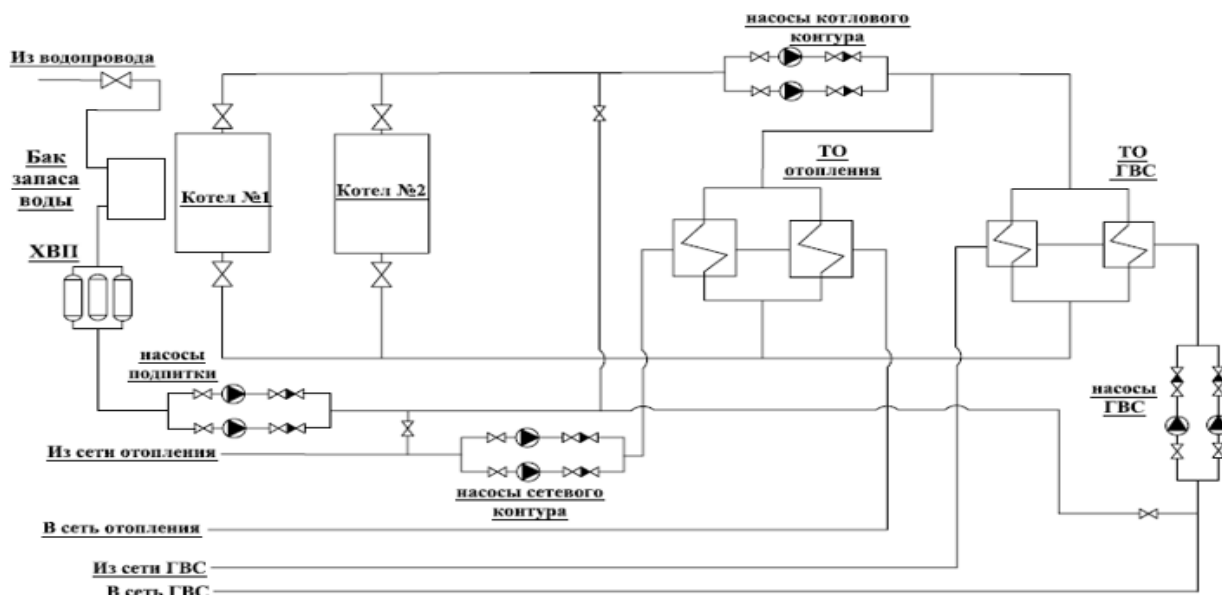 насосы котлового
контура
Из водопровода
Бак
запаса
воды
Котел №1
Котел №2
ТО
отопления
ТО
ГВС
ХВП
насосы
подпитки
насосы
ГВС
Из сети отопления
насосы сетевого
контура
В сеть отопления
Из сети ГВС
В сеть ГВС